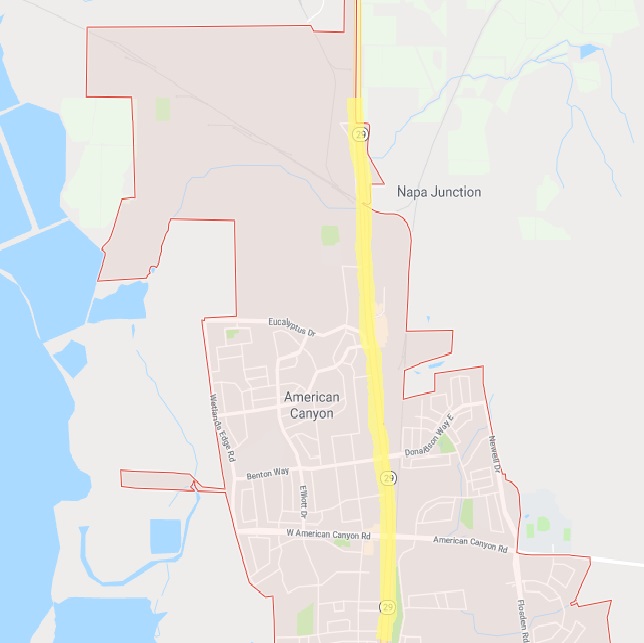 29
Napa Junction
Eucalyptus Dr
American
Canyon
Wetlands Edge Rd
Donaldson Way E
Newell Dr
Benton Way
29
Elliott Dr
W American Canyon Rd
American Canyon Rd
29
Flosden Rd